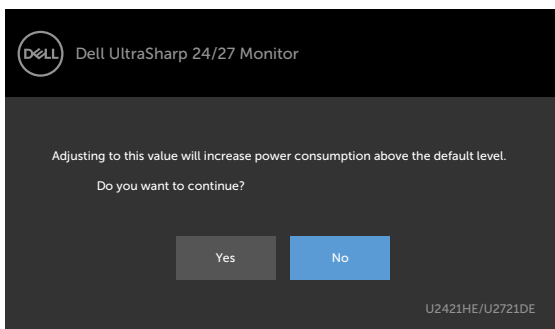 DELL
Dell UltraSharp 24/27 Monitor
Adjusting to this value will increase power consumption above the default level.
Do you want to continue?
Yes
No
U2421HE/U2721DE